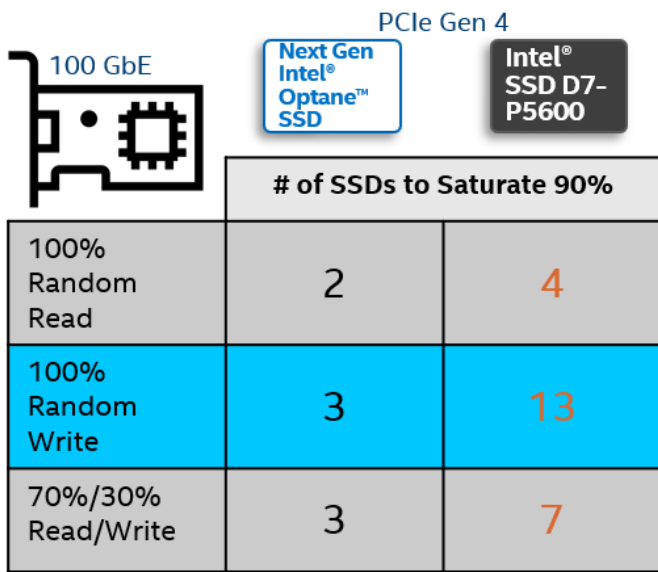 PCIe Gen 4
100 GbE
Next Gen
Intel®
Optane™
SSD
Intel®
SSD D7-
P5600
# of SSDs to Saturate 90%
100%
Random
Read
2
4
100%
Random
Write
3
13
70%/30%
Read/Write
3
7